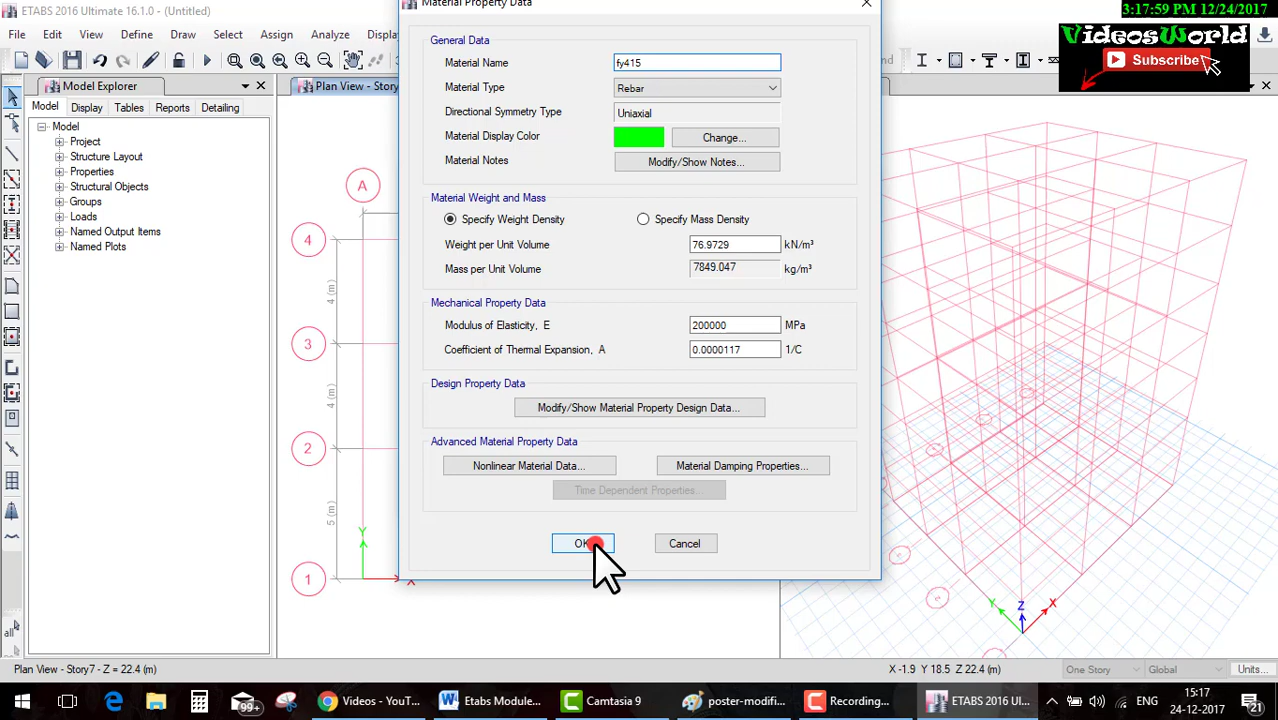 ETABS 2016 Ultimate 16.1.0 - (Untitled)
Material Property Data
3:17:59 PM 12/24/2017
VideosWorld
Subscribe
File Edit View Define Draw Select Assign Analyze Display
Model Explorer
Plan View - Story
Model Display Tables Reports Detailing
Model
Project
Structure Layout
Properties
Structural Objects
Groups
Loads
Named Output Items
Named Plots
General Data
Material Name fy415
Material Type Rebar
Directional Symmetry Type Uniaxial
Material Display Color Change...
Material Notes Modify/Show Notes...
Material Weight and Mass
Specify Weight Density Specify Mass Density
Weight per Unit Volume 76.9729 kN/m³
Mass per Unit Volume 7849.047 kg/m³
Mechanical Property Data
Modulus of Elasticity, E 200000 MPa
Coefficient of Thermal Expansion, A 0.0000117 1/C
Design Property Data
Modify/Show Material Property Design Data...
Advanced Material Property Data
Nonlinear Material Data... Material Damping Properties...
Time Dependent Properties...
OK Cancel
A
4
4 (m)
3
4 (m)
2
5 (m)
1
Y
X
Y Z X
all
Plan View - Story7 - Z = 22.4 (m) X -1.9 Y 18.5 Z 22.4 (m) One Story Global Units...
99+ Videos - YouT... Etabs Module... Camtasia 9 poster-modifi... Recording... ETABS 2016 Ul... ENG 15:17
24-12-2017 21